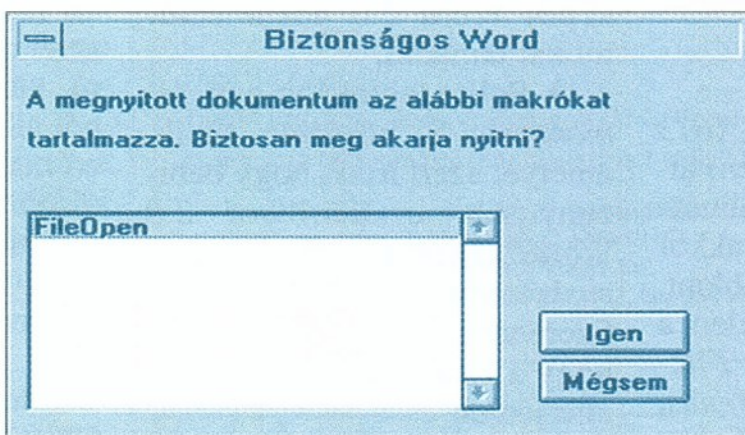 Biztonságos Word
A megnyitott dokumentum az alábbi makrókat
tartalmazza. Biztosan meg akarja nyitni?
FileOpen
Igen
Mégsem